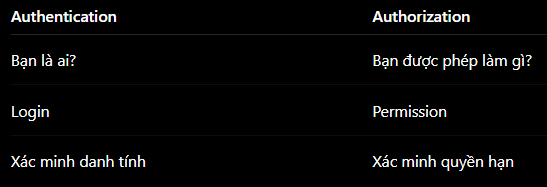 Authentication Authorization
Bạn là ai? Bạn được phép làm gì?
Login Permission
Xác minh danh tính Xác minh quyền hạn